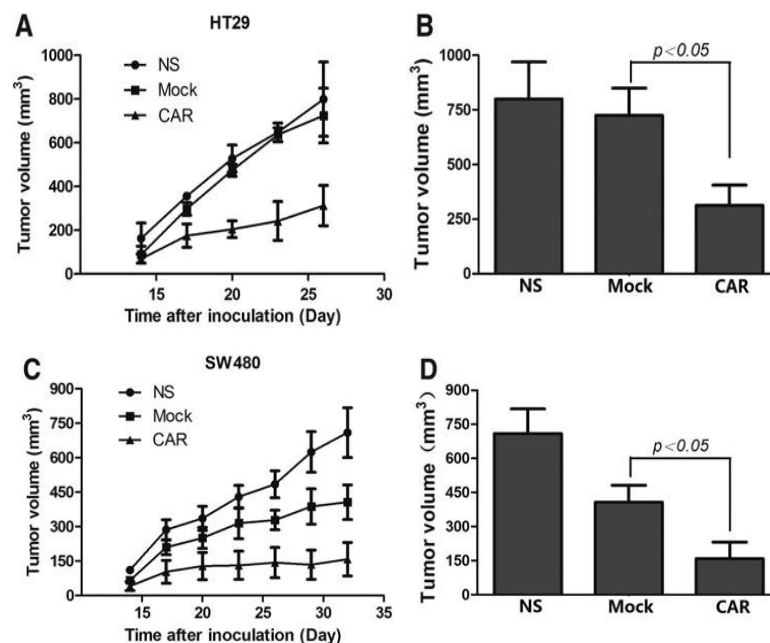 A
HT29
Tumor volume (mm³)
1000
800
600
400
200
0
NS
Mock
CAR
15
20
25
30
Time after inoculation (Day)
B
Tumor volume (mm³)
1000
750
500
250
0
p<0.05
NS
Mock
CAR
C
SW480
Tumor volume (mm³)
900
750
600
450
300
150
0
NS
Mock
CAR
15
20
25
30
35
Time after inoculation (Day)
D
Tumor volume (mm³)
900
750
600
450
300
150
0
p<0.05
NS
Mock
CAR